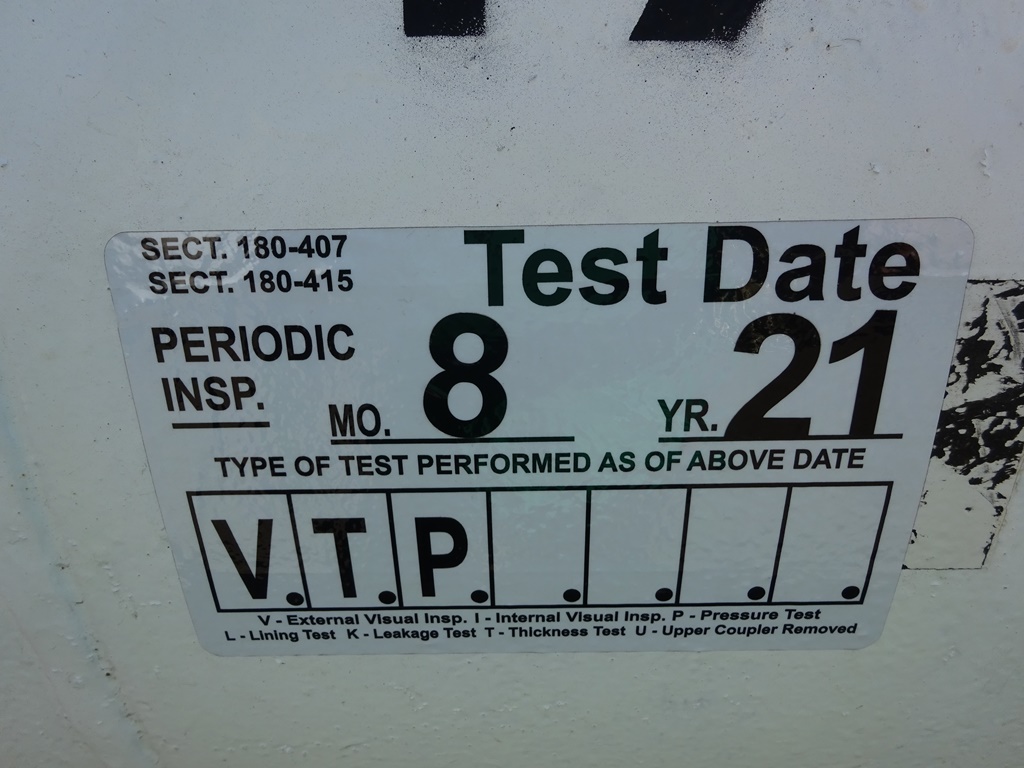 SECT. 180-407
SECT. 180-415
Test Date
PERIODIC
INSP.
MO. 8 YR. 21
TYPE OF TEST PERFORMED AS OF ABOVE DATE
V. T. P. . . . .
V - External Visual Insp. I - Internal Visual Insp. P - Pressure Test
L - Lining Test K - Leakage Test T - Thickness Test U - Upper Coupler Removed